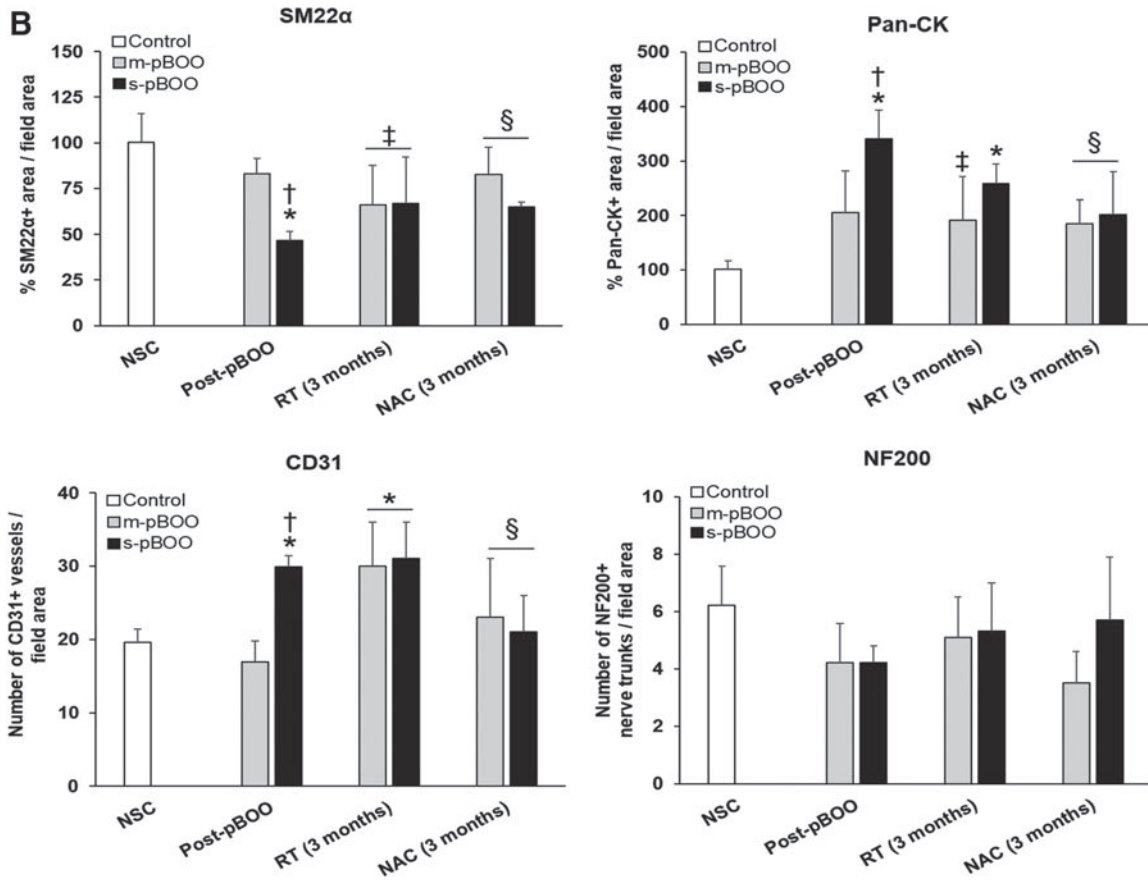 B
SM22α
% SM22α+ area / field area
150
125
100
75
50
25
0
Control
m-pBOO
s-pBOO
†
*
‡
§
NSC
Post-pBOO
RT (3 months)
NAC (3 months)
Pan-CK
% Pan-CK+ area / field area
500
400
300
200
100
0
Control
m-pBOO
s-pBOO
†
*
‡
*
§
NSC
Post-pBOO
RT (3 months)
NAC (3 months)
CD31
Number of CD31+ vessels /
field area
40
30
20
10
0
Control
m-pBOO
s-pBOO
†
*
*
§
NSC
Post-pBOO
RT (3 months)
NAC (3 months)
NF200
Number of NF200+
nerve trunks / field area
10
8
6
4
2
0
Control
m-pBOO
s-pBOO
NSC
Post-pBOO
RT (3 months)
NAC (3 months)